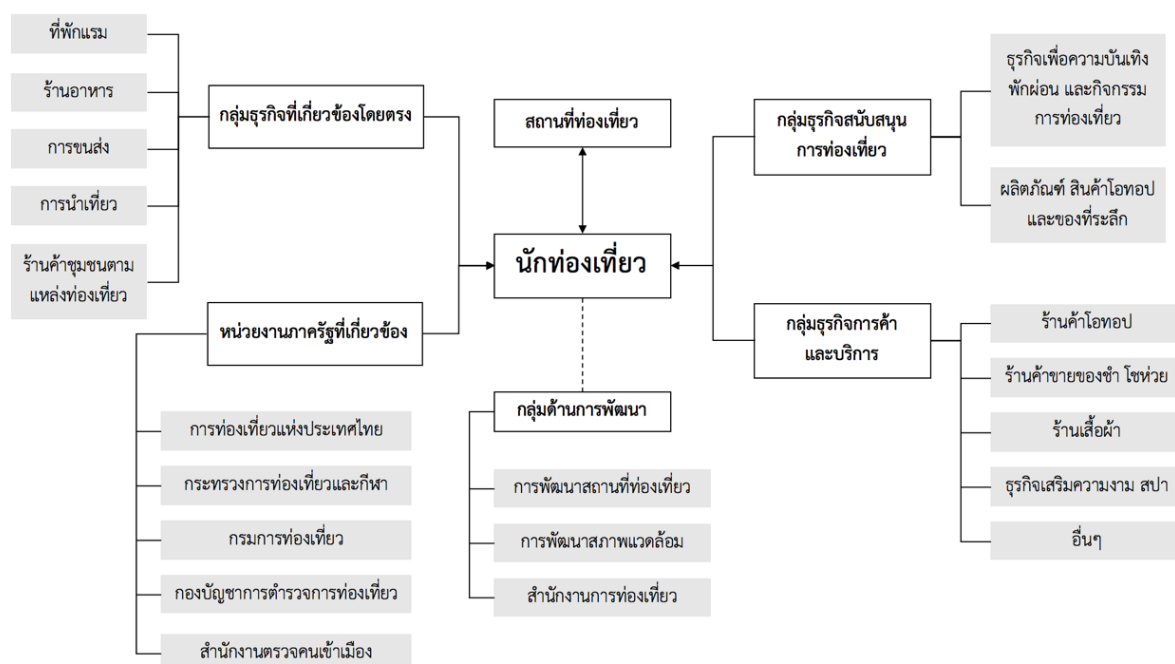 ที่พักแรม
ร้านอาหาร
การขนส่ง
การนำเที่ยว
ร้านค้าชุมชนตาม
แหล่งท่องเที่ยว
กลุ่มธุรกิจที่เกี่ยวข้องโดยตรง
หน่วยงานภาครัฐที่เกี่ยวข้อง
การท่องเที่ยวแห่งประเทศไทย
กระทรวงการท่องเที่ยวและกีฬา
กรมการท่องเที่ยว
กองบัญชาการตำรวจการท่องเที่ยว
สำนักงานตรวจคนเข้าเมือง
สถานที่ท่องเที่ยว
นักท่องเที่ยว
กลุ่มด้านการพัฒนา
การพัฒนาสถานที่ท่องเที่ยว
การพัฒนาสภาพแวดล้อม
สำนักงานการท่องเที่ยว
กลุ่มธุรกิจสนับสนุน
การท่องเที่ยว
ธุรกิจเพื่อความบันเทิง
พักผ่อน และกิจกรรม
การท่องเที่ยว
ผลิตภัณฑ์ สินค้าโอทอป
และของที่ระลึก
กลุ่มธุรกิจการค้า
และบริการ
ร้านค้าโอทอป
ร้านค้าขายของชำ โชห่วย
ร้านเสื้อผ้า
ธุรกิจเสริมความงาม สปา
อื่นๆ